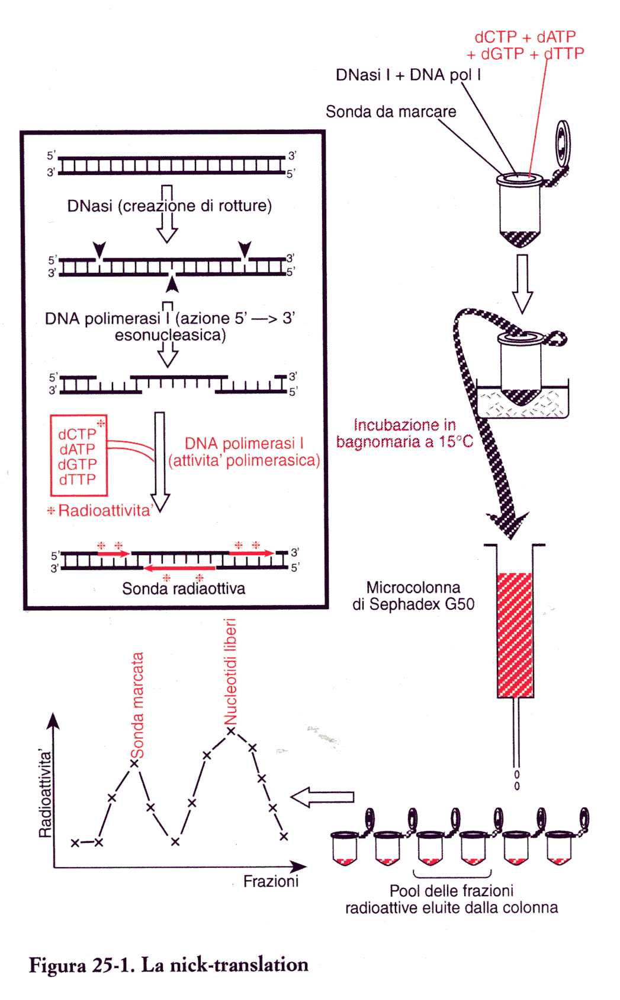 dCTP + dATP
+ dGTP + dTTP
DNasi I + DNA pol I
Sonda da marcare
5' 3'
3' 5'
DNasi (creazione di rotture)
5' 3'
3' 5'
DNA polimerasi I (azione 5' —> 3'
esonucleasica)
5' 3'
3' 5'
dCTP*
dATP
dGTP
dTTP
DNA polimerasi I
(attivita' polimerasica)
* Radioattivita'
* * * *
5' 3'
3' 5'
* *
Sonda radiaottiva
Incubazione in
bagnomaria a 15°C
Microcolonna
di Sephadex G50
Sonda marcata
Nucleotidi liberi
Radioattivita'
Frazioni
Pool delle frazioni
radioattive eluite dalla colonna
Figura 25-1. La nick-translation